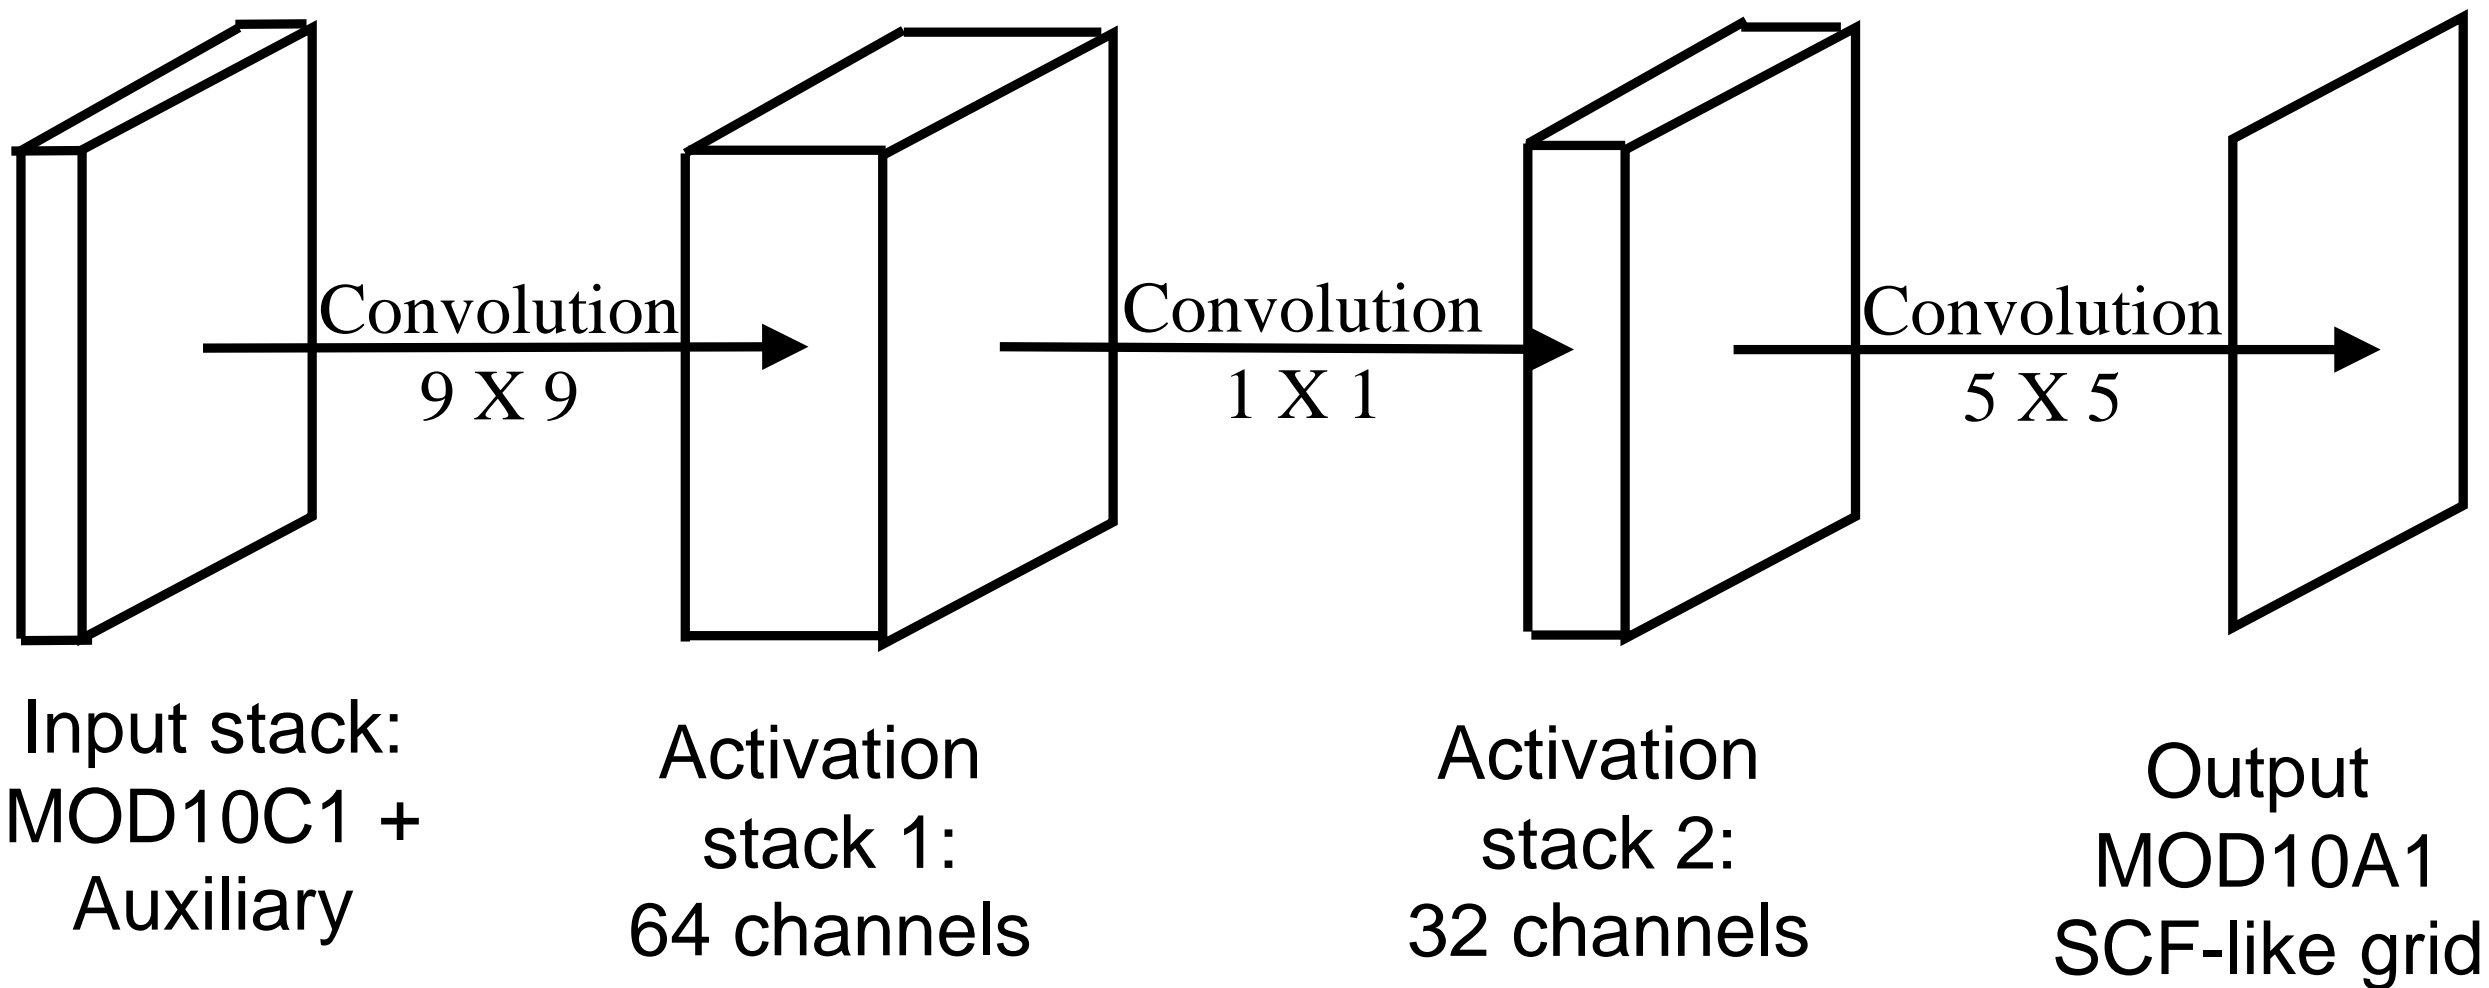 Convolution
9 X 9
Convolution
1 X 1
Convolution
5 X 5
Input stack:
MOD10C1 +
Auxiliary
Activation
stack 1:
64 channels
Activation
stack 2:
32 channels
Output
MOD10A1
SCF-like grid